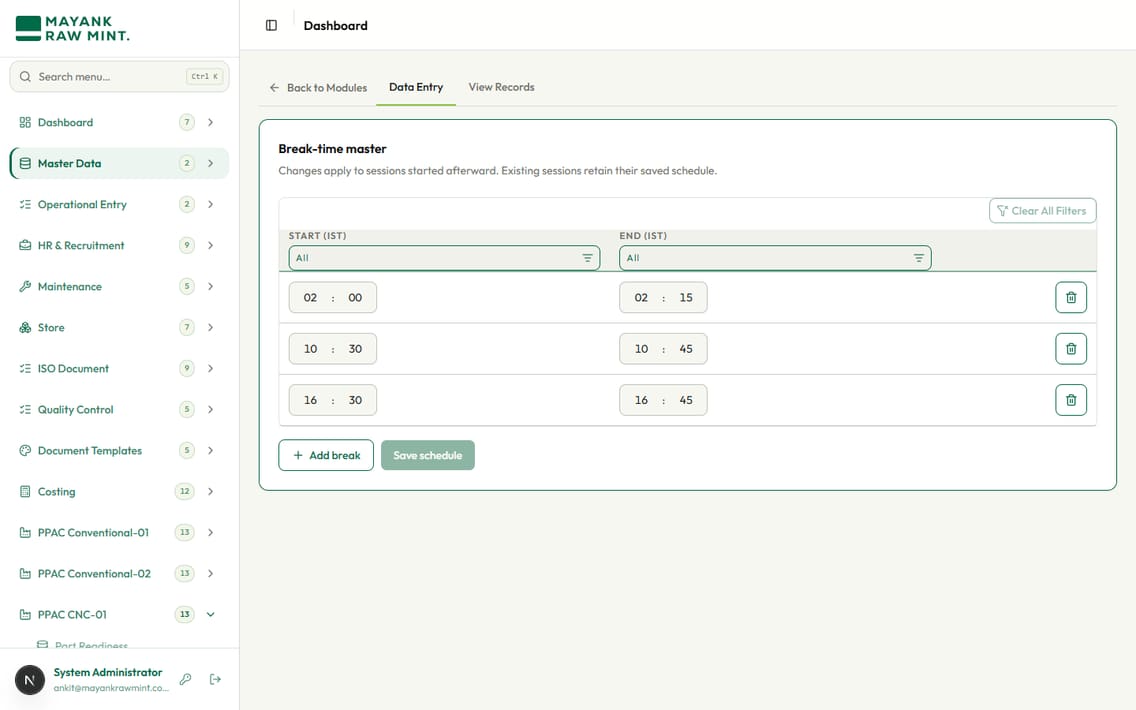 MAYANK
RAW MINT.
Search menu...
Ctrl K
Dashboard
7
Master Data
2
Operational Entry
2
HR & Recruitment
9
Maintenance
5
Store
7
ISO Document
9
Quality Control
5
Document Templates
5
Costing
12
PPAC Conventional-01
13
PPAC Conventional-02
13
PPAC CNC-01
13
Part Readiness
N
System Administrator
ankit@mayankrawmint.co...
Dashboard
Back to Modules
Data Entry
View Records
Break-time master
Changes apply to sessions started afterward. Existing sessions retain their saved schedule.
Clear All Filters
START (IST)
END (IST)
All
All
02 : 00
02 : 15
10 : 30
10 : 45
16 : 30
16 : 45
+ Add break
Save schedule